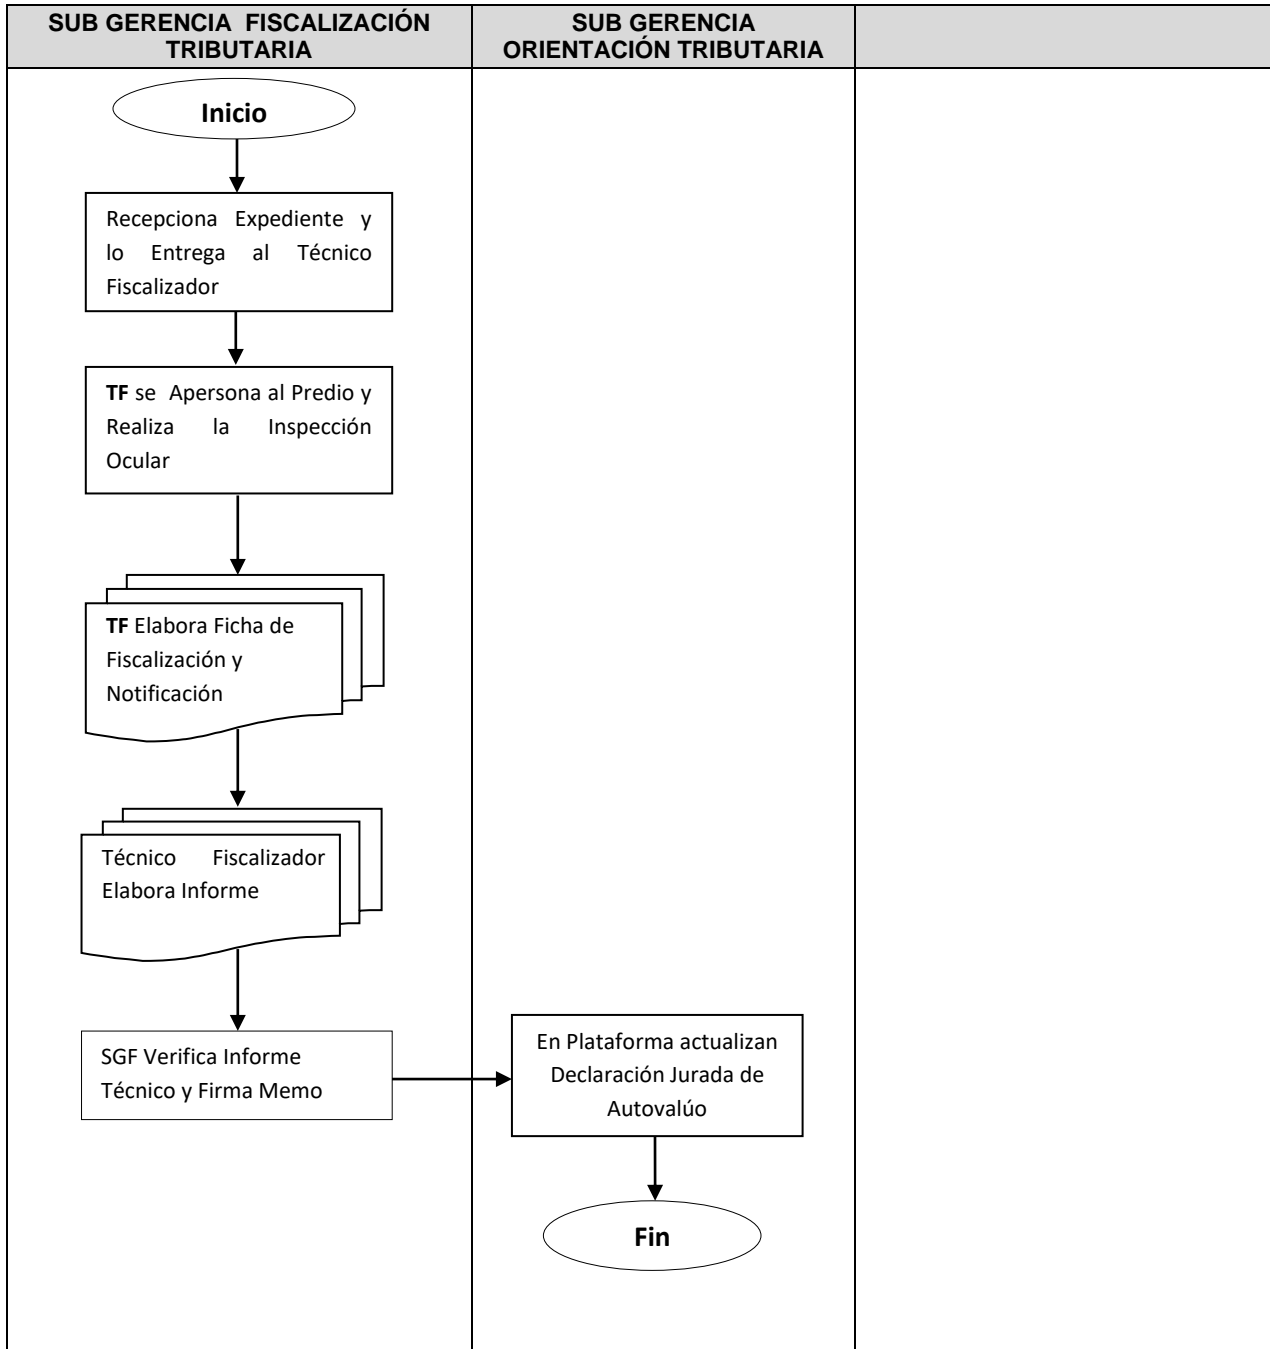 SUB GERENCIA FISCALIZACIÓN
TRIBUTARIA
SUB GERENCIA
ORIENTACIÓN TRIBUTARIA
Inicio
Recepciona Expediente y
lo Entrega al Técnico
Fiscalizador
TF se Apersona al Predio y
Realiza la Inspección
Ocular
TF Elabora Ficha de
Fiscalización y
Notificación
Técnico Fiscalizador
Elabora Informe
SGF Verifica Informe
Técnico y Firma Memo
En Plataforma actualizan
Declaración Jurada de
Autovalúo
Fin